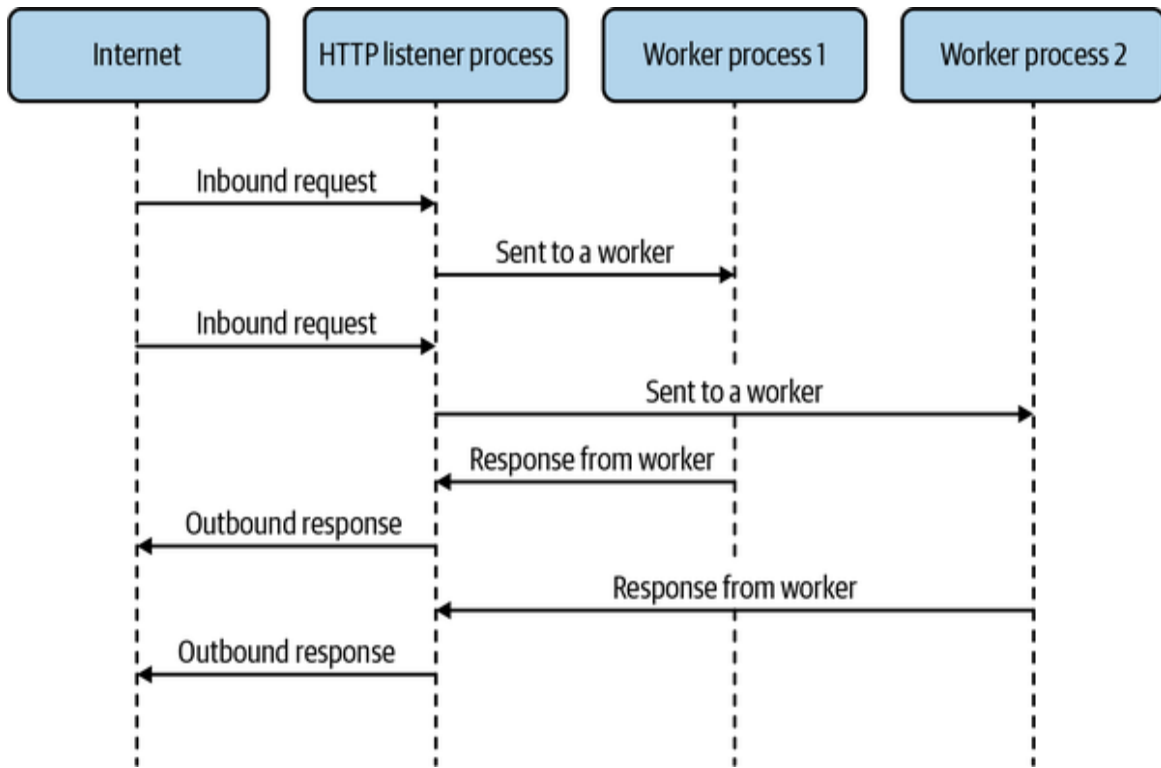 Internet
HTTP listener process
Worker process 1
Worker process 2
Inbound request
Sent to a worker
Inbound request
Sent to a worker
Response from worker
Outbound response
Response from worker
Outbound response